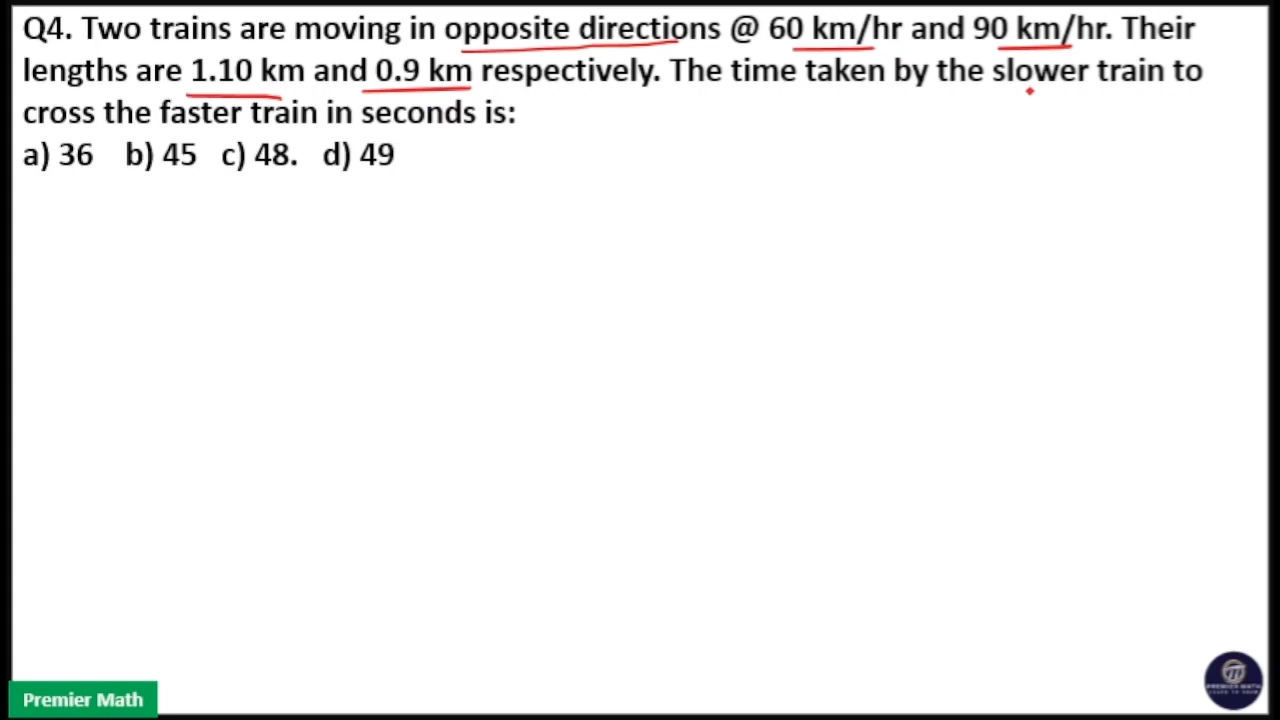 Q4. Two trains are moving in opposite directions @ 60 km/hr and 90 km/hr. Their
lengths are 1.10 km and 0.9 km respectively. The time taken by the slower train to
cross the faster train in seconds is:
a) 36 b) 45 c) 48. d) 49
Premier Math
PREMIER MATH